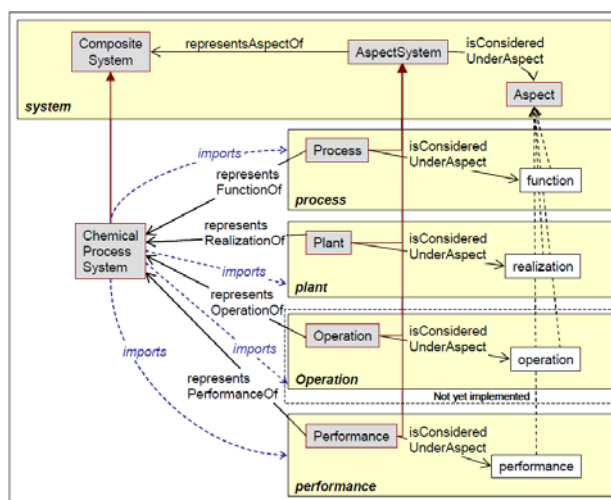 Composite
System
representsAspectOf
AspectSystem
isConsidered
UnderAspect
Aspect
system
imports
Process
isConsidered
UnderAspect
represents
FunctionOf
function
process
Chemical
Process
System
represents
RealizationOf
Plant
isConsidered
UnderAspect
imports
realization
plant
represents
OperationOf
Operation
isConsidered
UnderAspect
imports
imports
operation
Operation
Not yet implemented
represents
PerformanceOf
Performance
isConsidered
UnderAspect
performance
performance